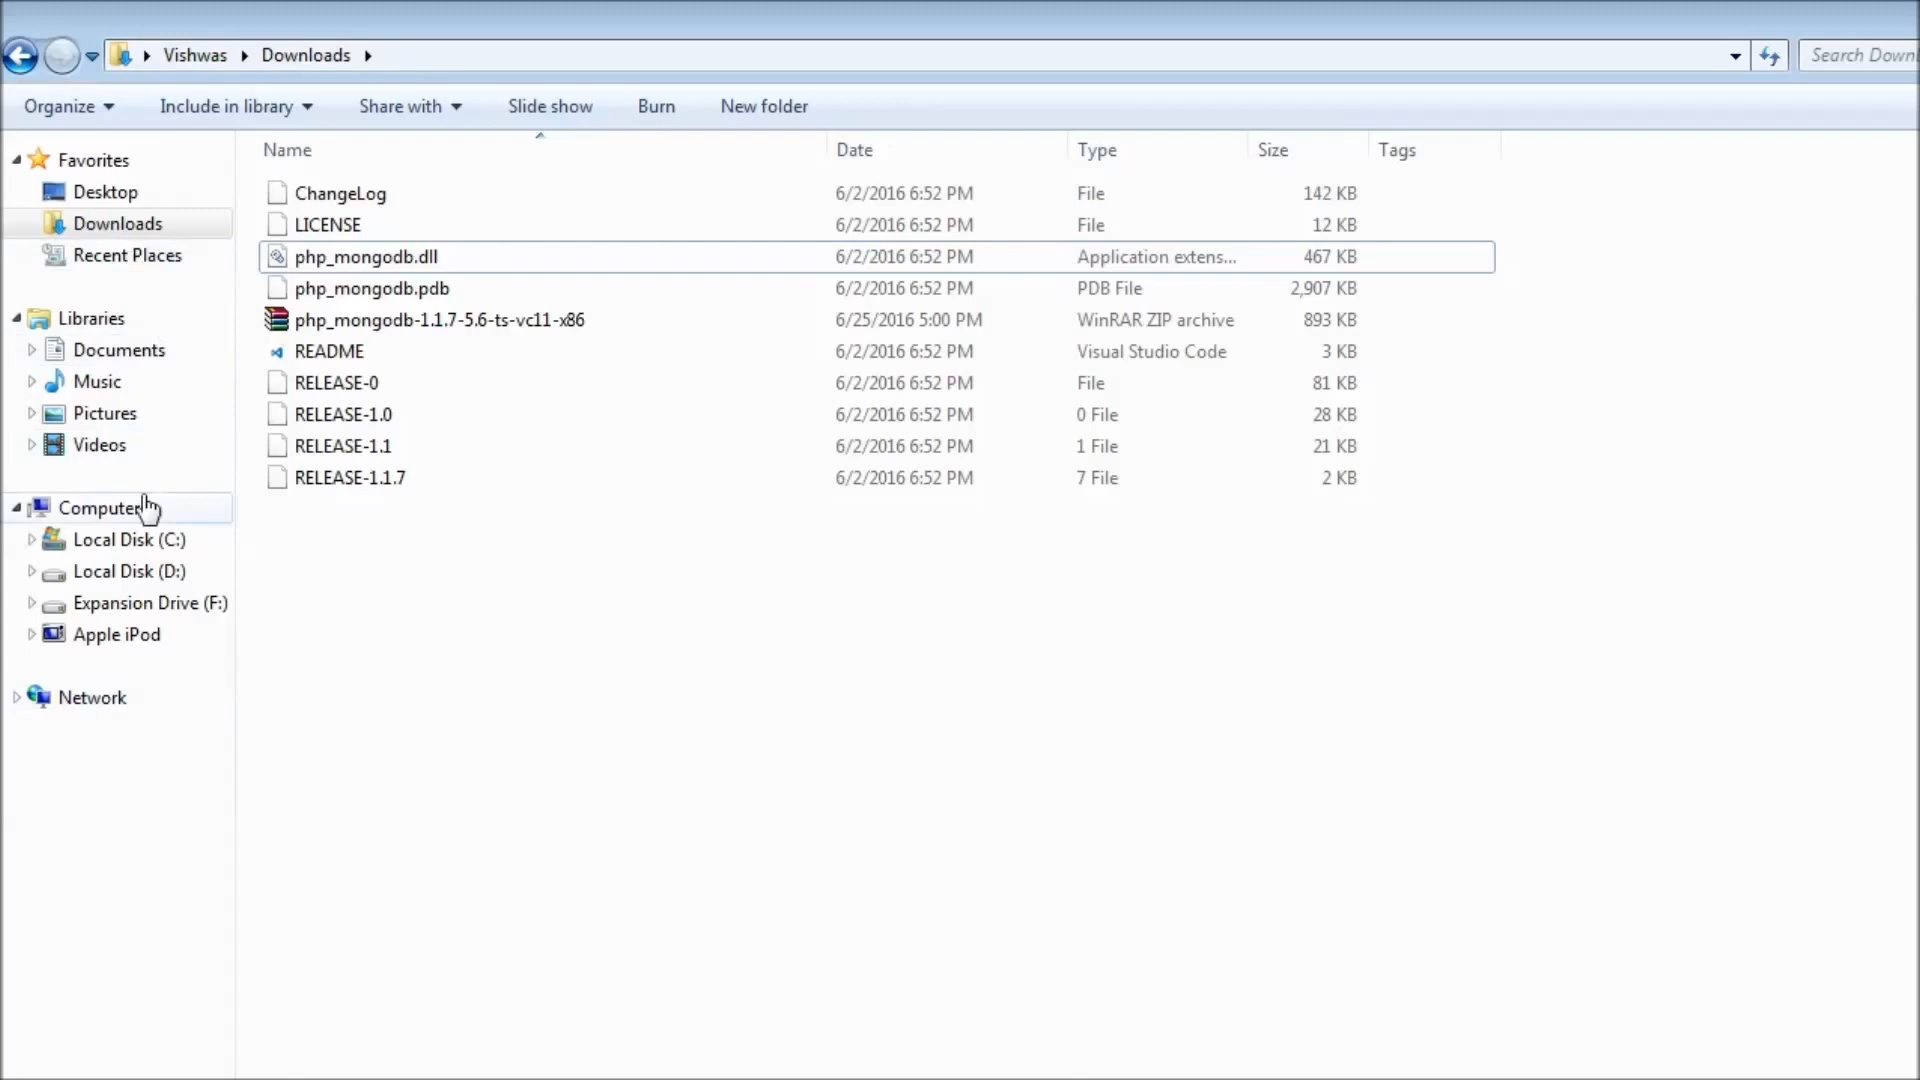 Vishwas Downloads
Search Down
Organize Include in library Share with Slide show Burn New folder
Name Date Type Size Tags
Favorites
Desktop
Downloads
Recent Places
Libraries
Documents
Music
Pictures
Videos
Computer
Local Disk (C:)
Local Disk (D:)
Expansion Drive (F:)
Apple iPod
Network
ChangeLog 6/2/2016 6:52 PM File 142 KB
LICENSE 6/2/2016 6:52 PM File 12 KB
php_mongodb.dll 6/2/2016 6:52 PM Application extens... 467 KB
php_mongodb.pdb 6/2/2016 6:52 PM PDB File 2,907 KB
php_mongodb-1.1.7-5.6-ts-vc11-x86 6/25/2016 5:00 PM WinRAR ZIP archive 893 KB
README 6/2/2016 6:52 PM Visual Studio Code 3 KB
RELEASE-0 6/2/2016 6:52 PM File 81 KB
RELEASE-1.0 6/2/2016 6:52 PM 0 File 28 KB
RELEASE-1.1 6/2/2016 6:52 PM 1 File 21 KB
RELEASE-1.1.7 6/2/2016 6:52 PM 7 File 2 KB